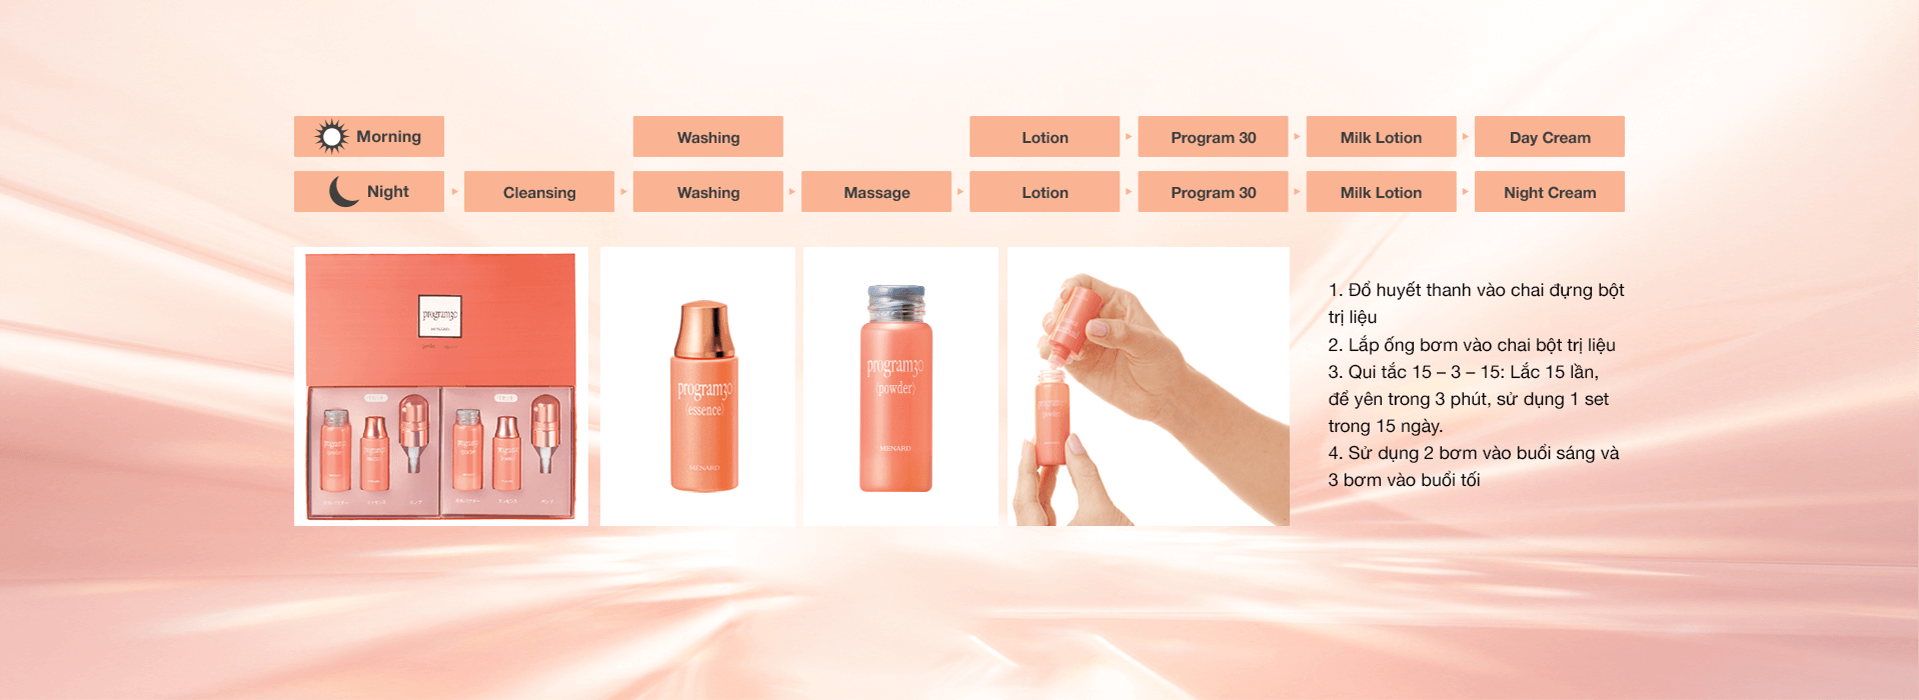 Morning
Washing
Lotion
Program 30
Milk Lotion
Day Cream
Night
Cleansing
Washing
Massage
Lotion
Program 30
Milk Lotion
Night Cream
program30
program30
(essence)
MENARD
program30
(powder)
MENARD
1. Đổ huyết thanh vào chai đựng bột
trị liệu
2. Lắp ống bơm vào chai bột trị liệu
3. Qui tắc 15 – 3 – 15: Lắc 15 lần,
để yên trong 3 phút, sử dụng 1 set
trong 15 ngày.
4. Sử dụng 2 bơm vào buổi sáng và
3 bơm vào buổi tối